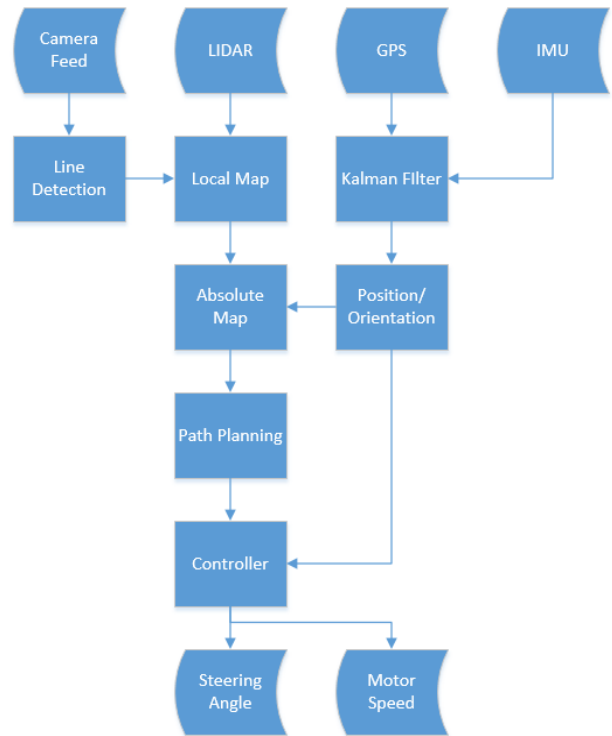 Camera
Feed
LIDAR
GPS
IMU
Line
Detection
Local Map
Kalman FIlter
Absolute
Map
Position/
Orientation
Path Planning
Controller
Steering
Angle
Motor
Speed